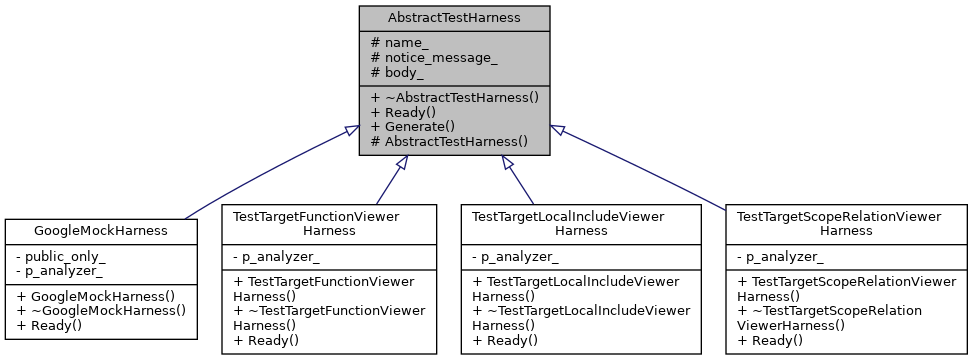 AbstractTestHarness
# name_
# notice_message_
# body_
+ ~AbstractTestHarness()
+ Ready()
+ Generate()
# AbstractTestHarness()
GoogleMockHarness
- public_only_
- p_analyzer_
+ GoogleMockHarness()
+ ~GoogleMockHarness()
+ Ready()
TestTargetFunctionViewer
Harness
- p_analyzer_
+ TestTargetFunctionViewer
Harness()
+ ~TestTargetFunctionViewer
Harness()
+ Ready()
TestTargetLocalIncludeViewer
Harness
- p_analyzer_
+ TestTargetLocalIncludeViewer
Harness()
+ ~TestTargetLocalIncludeViewer
Harness()
+ Ready()
TestTargetScopeRelationViewer
Harness
- p_analyzer_
+ TestTargetScopeRelationViewer
Harness()
+ ~TestTargetScopeRelation
ViewerHarness()
+ Ready()